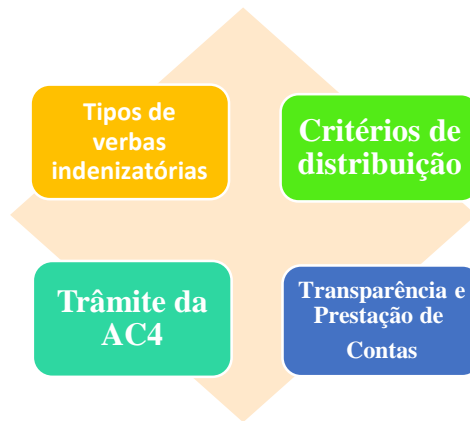 Tipos de
verbas
indenizatórias
Critérios de
distribuição
Trâmite da
AC4
Transparência e
Prestação de
Contas